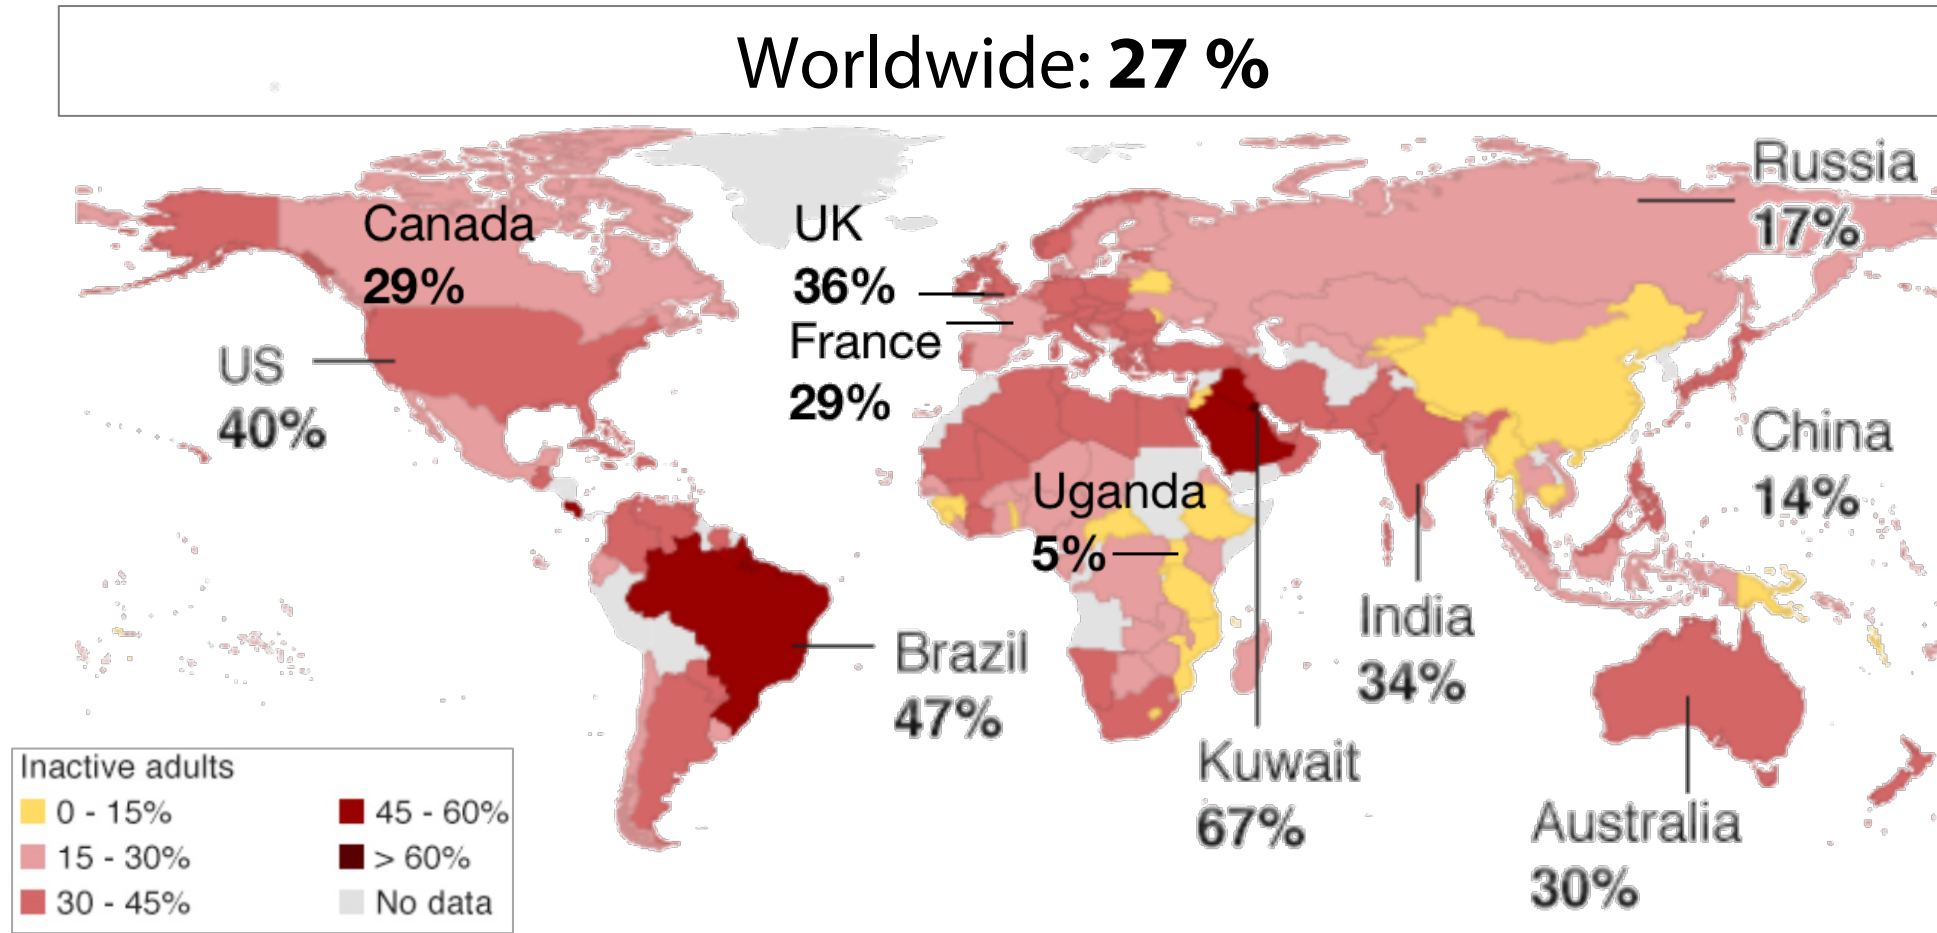 Worldwide: 27 %
Russia
17%
Canada
29%
UK
36%
France
29%
US
40%
China
14%
Uganda
5%
India
34%
Brazil
47%
Kuwait
67%
Australia
30%
Inactive adults
0 - 15%
15 - 30%
30 - 45%
45 - 60%
> 60%
No data